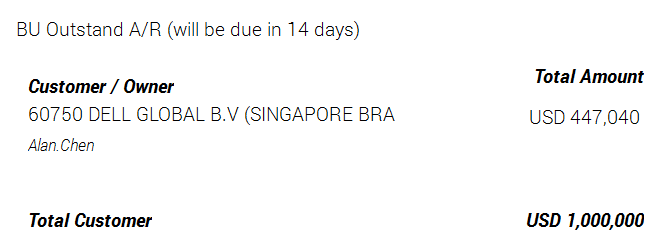 BU Outstand A/R (will be due in 14 days)
Customer / Owner Total Amount
60750 DELL GLOBAL B.V (SINGAPORE BRA USD 447,040
Alan.Chen
Total Customer USD 1,000,000